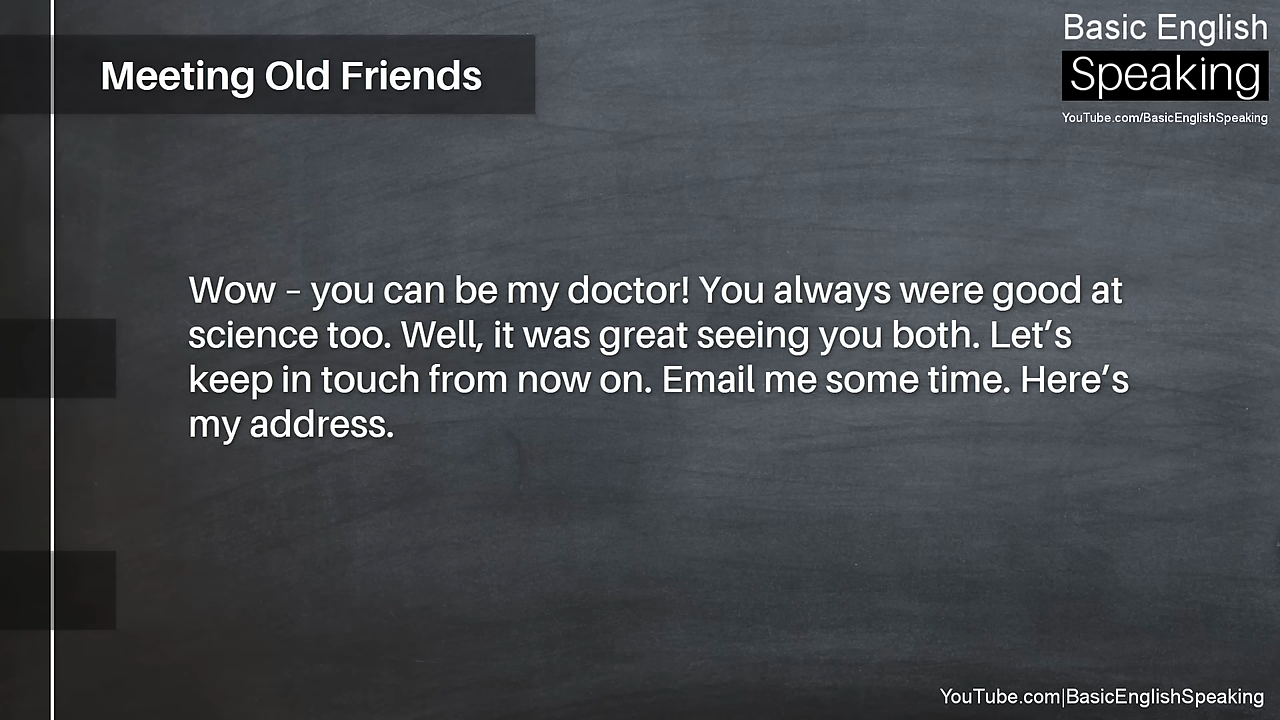 Meeting Old Friends
Basic English
Speaking
YouTube.com/BasicEnglishSpeaking
Wow – you can be my doctor! You always were good at
science too. Well, it was great seeing you both. Let’s
keep in touch from now on. Email me some time. Here’s
my address.
YouTube.com|BasicEnglishSpeaking